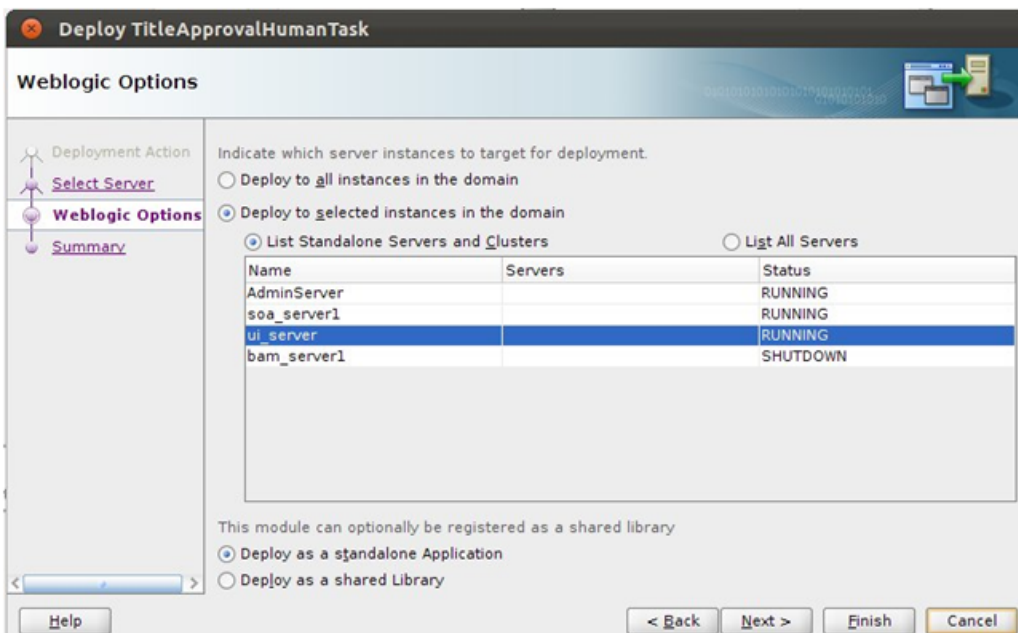 Deploy TitleApprovalHumanTask
Weblogic Options
Deployment Action
Select Server
Weblogic Options
Summary
Indicate which server instances to target for deployment.
Deploy to all instances in the domain
Deploy to selected instances in the domain
List Standalone Servers and Clusters List All Servers
Name Servers Status
AdminServer RUNNING
soa_server1 RUNNING
ui_server RUNNING
bam_server1 SHUTDOWN
This module can optionally be registered as a shared library
Deploy as a standalone Application
Deploy as a shared Library
Help < Back Next > Finish Cancel